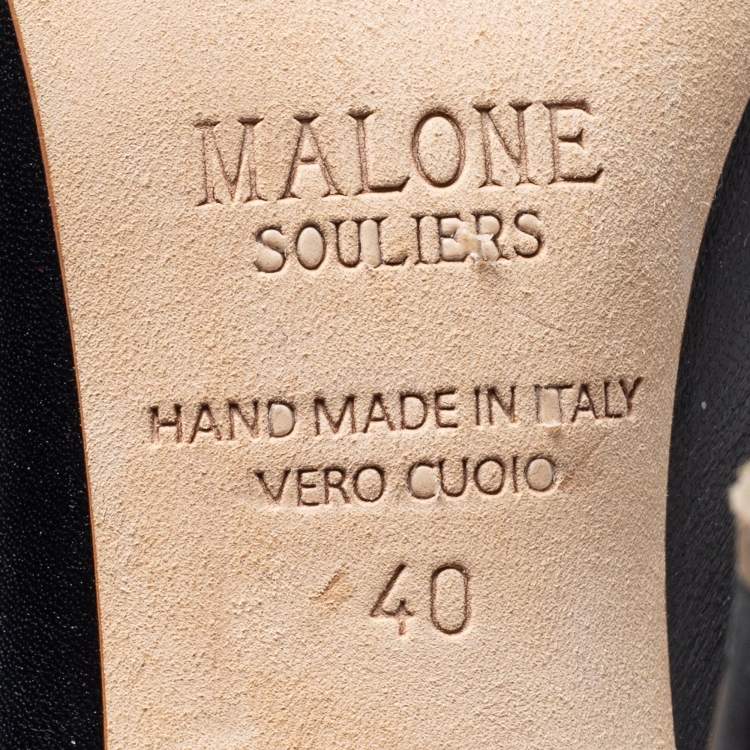 MALONE
SOULIERS
HAND MADE IN ITALY
VERO CUOIO
40